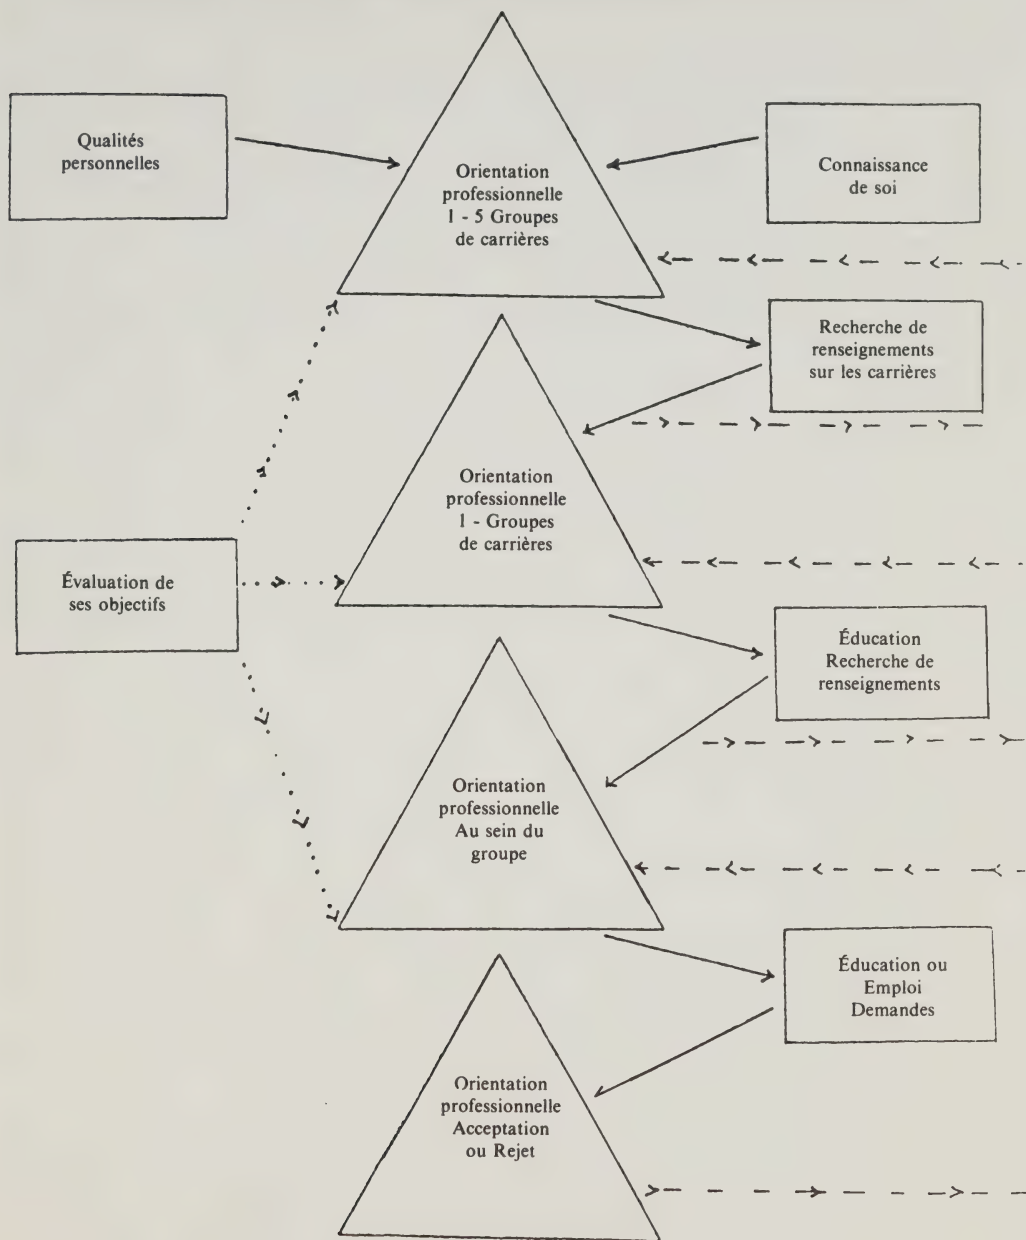 Qualités
personnelles
Orientation
professionnelle
1 - 5 Groupes
de carrières
Connaissance
de soi
Recherche de
renseignements
sur les carrières
Orientation
professionnelle
1 - Groupes
de carrières
Évaluation de
ses objectifs
Éducation
Recherche de
renseignements
Orientation
professionnelle
Au sein du
groupe
Éducation ou
Emploi
Demandes
Orientation
professionnelle
Acceptation
ou Rejet